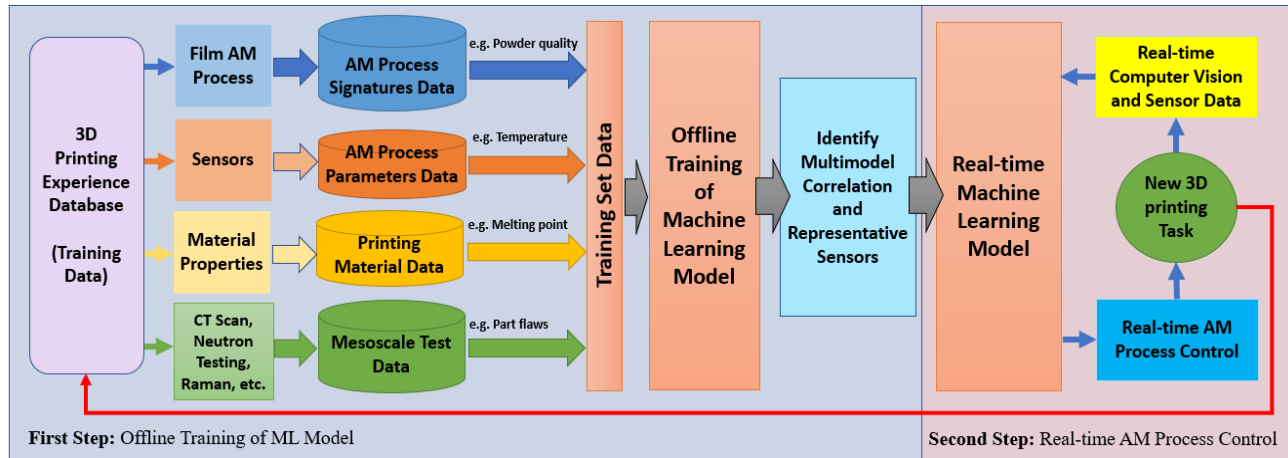 3D
Printing
Experience
Database
(Training
Data)
Film AM
Process
AM Process
Signatures Data
e.g. Powder quality
Sensors
AM Process
Parameters Data
e.g. Temperature
Material
Properties
Printing
Material Data
e.g. Melting point
CT Scan,
Neutron
Testing,
Raman, etc.
Mesoscale Test
Data
e.g. Part flaws
Training Set Data
Offline
Training
of
Machine
Learning
Model
Identify
Multimodel
Correlation
and
Representative
Sensors
Real-time
Machine
Learning
Model
Real-time
Computer Vision
and Sensor Data
New 3D
printing
Task
Real-time AM
Process Control
First Step: Offline Training of ML Model
Second Step: Real-time AM Process Control